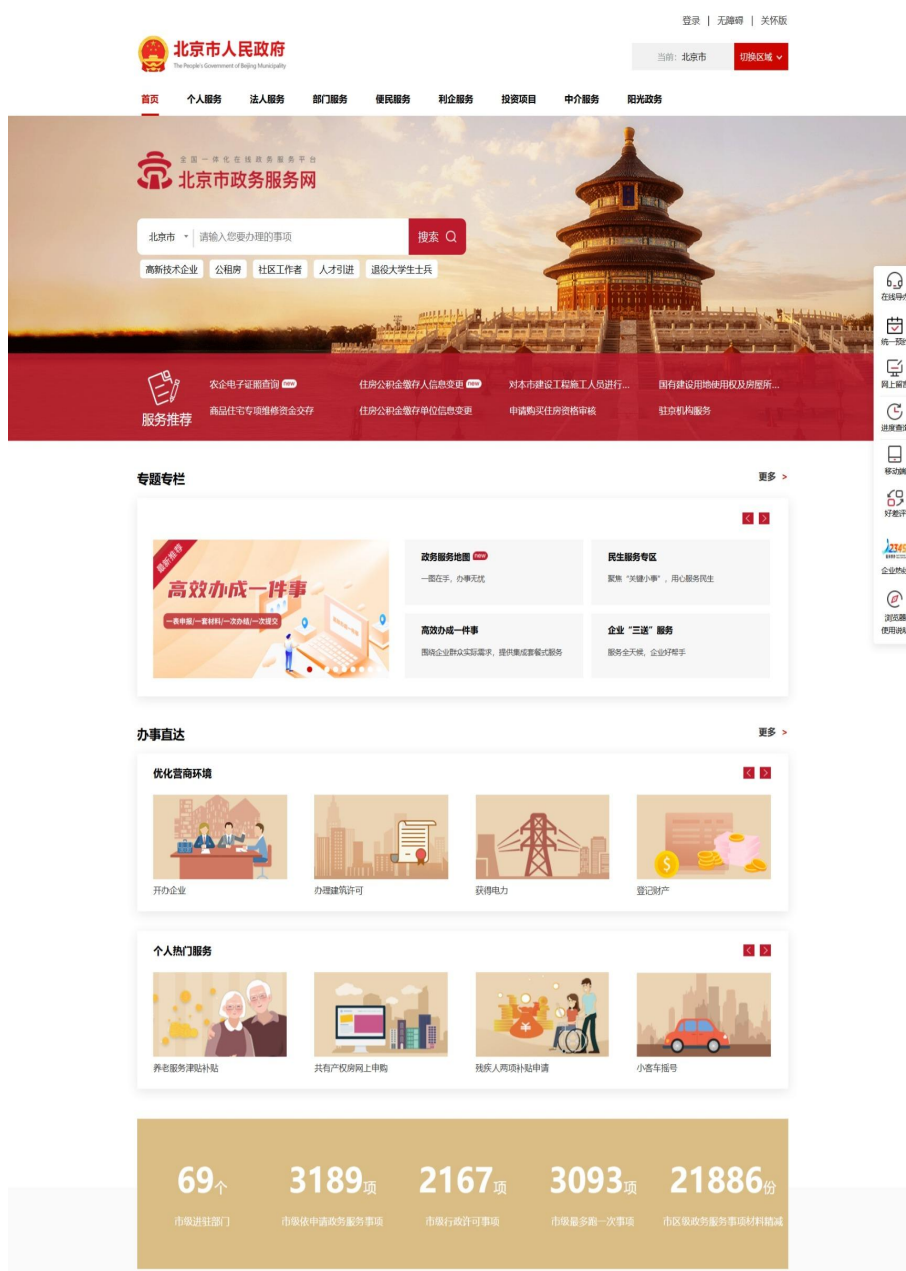 登录 | 无障碍 | 关怀版
北京市人民政府
The People's Government of Beijing Municipality
当前：北京市
切换区域
首页 个人服务 法人服务 部门服务 便民服务 利企服务 投资项目 中介服务 阳光政务
全国一体化在线政务服务平台
北京市政务服务网
北京市 请输入您要办理的事项 搜索
高新技术企业 公租房 社区工作者 人才引进 退役大学生士兵
在线导办
统一预约
网上留言
进度查询
移动端
好差评
12345
企业热线
浏览器
使用说明
服务推荐
农企电子证照查询 new 住房公积金缴存人信息变更 new 对本市建设工程施工人员进行... 国有建设用地使用权及房屋所...
商品住宅专项维修资金交存 住房公积金缴存单位信息变更 申请购买住房资格审核 驻京机构服务
专题专栏 更多 >
最新推荐
高效办成一件事
一表申报/一套材料/一次办结/一次提交
政务服务地图 new
一图在手，办事无忧
民生服务专区
聚焦“关键小事”，用心服务民生
高效办成一件事
围绕企业群众实际需求，提供集成套餐式服务
企业“三送”服务
服务全天候，企业好帮手
办事直达 更多 >
优化营商环境
开办企业 办理建筑许可 获得电力 登记财产
个人热门服务
养老服务津贴补贴 共有产权房网上申购 残疾人两项补贴申请 小客车摇号
69个 3189项 2167项 3093项 21886份
市级进驻部门 市级依申请政务服务事项 市级行政许可事项 市级最多跑一次事项 市区级政务服务事项材料精减